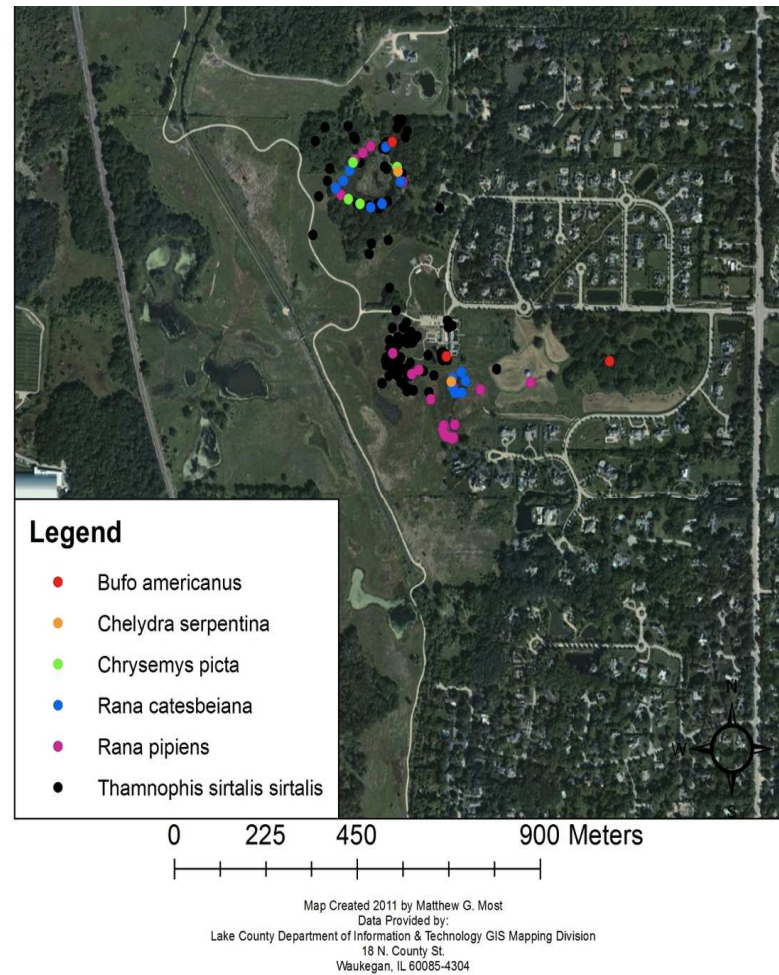 N
W E
S
Legend
Bufo americanus
Chelydra serpentina
Chrysemys picta
Rana catesbeiana
Rana pipiens
Thamnophis sirtalis sirtalis
0 225 450 900 Meters
Map Created 2011 by Matthew G. Most
Data Provided by:
Lake County Department of Information & Technology GIS Mapping Division
18 N. County St.
Waukegan, IL 60085-4304